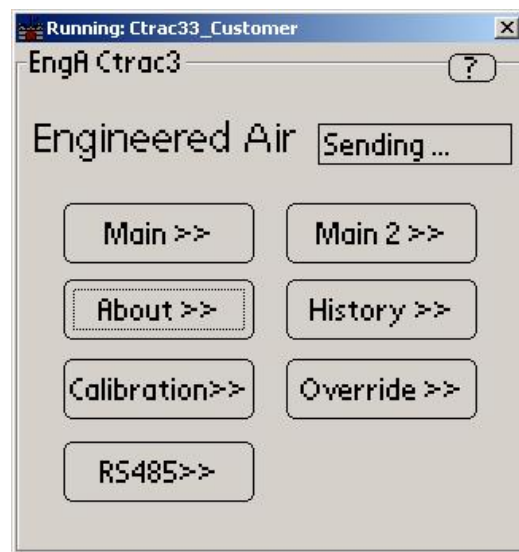 Running: Ctrac33_Customer
EngA Ctrac3
?
Engineered Air
Sending ...
Main >>
Main 2 >>
About >>
History >>
Calibration>>
Override >>
RS485>>